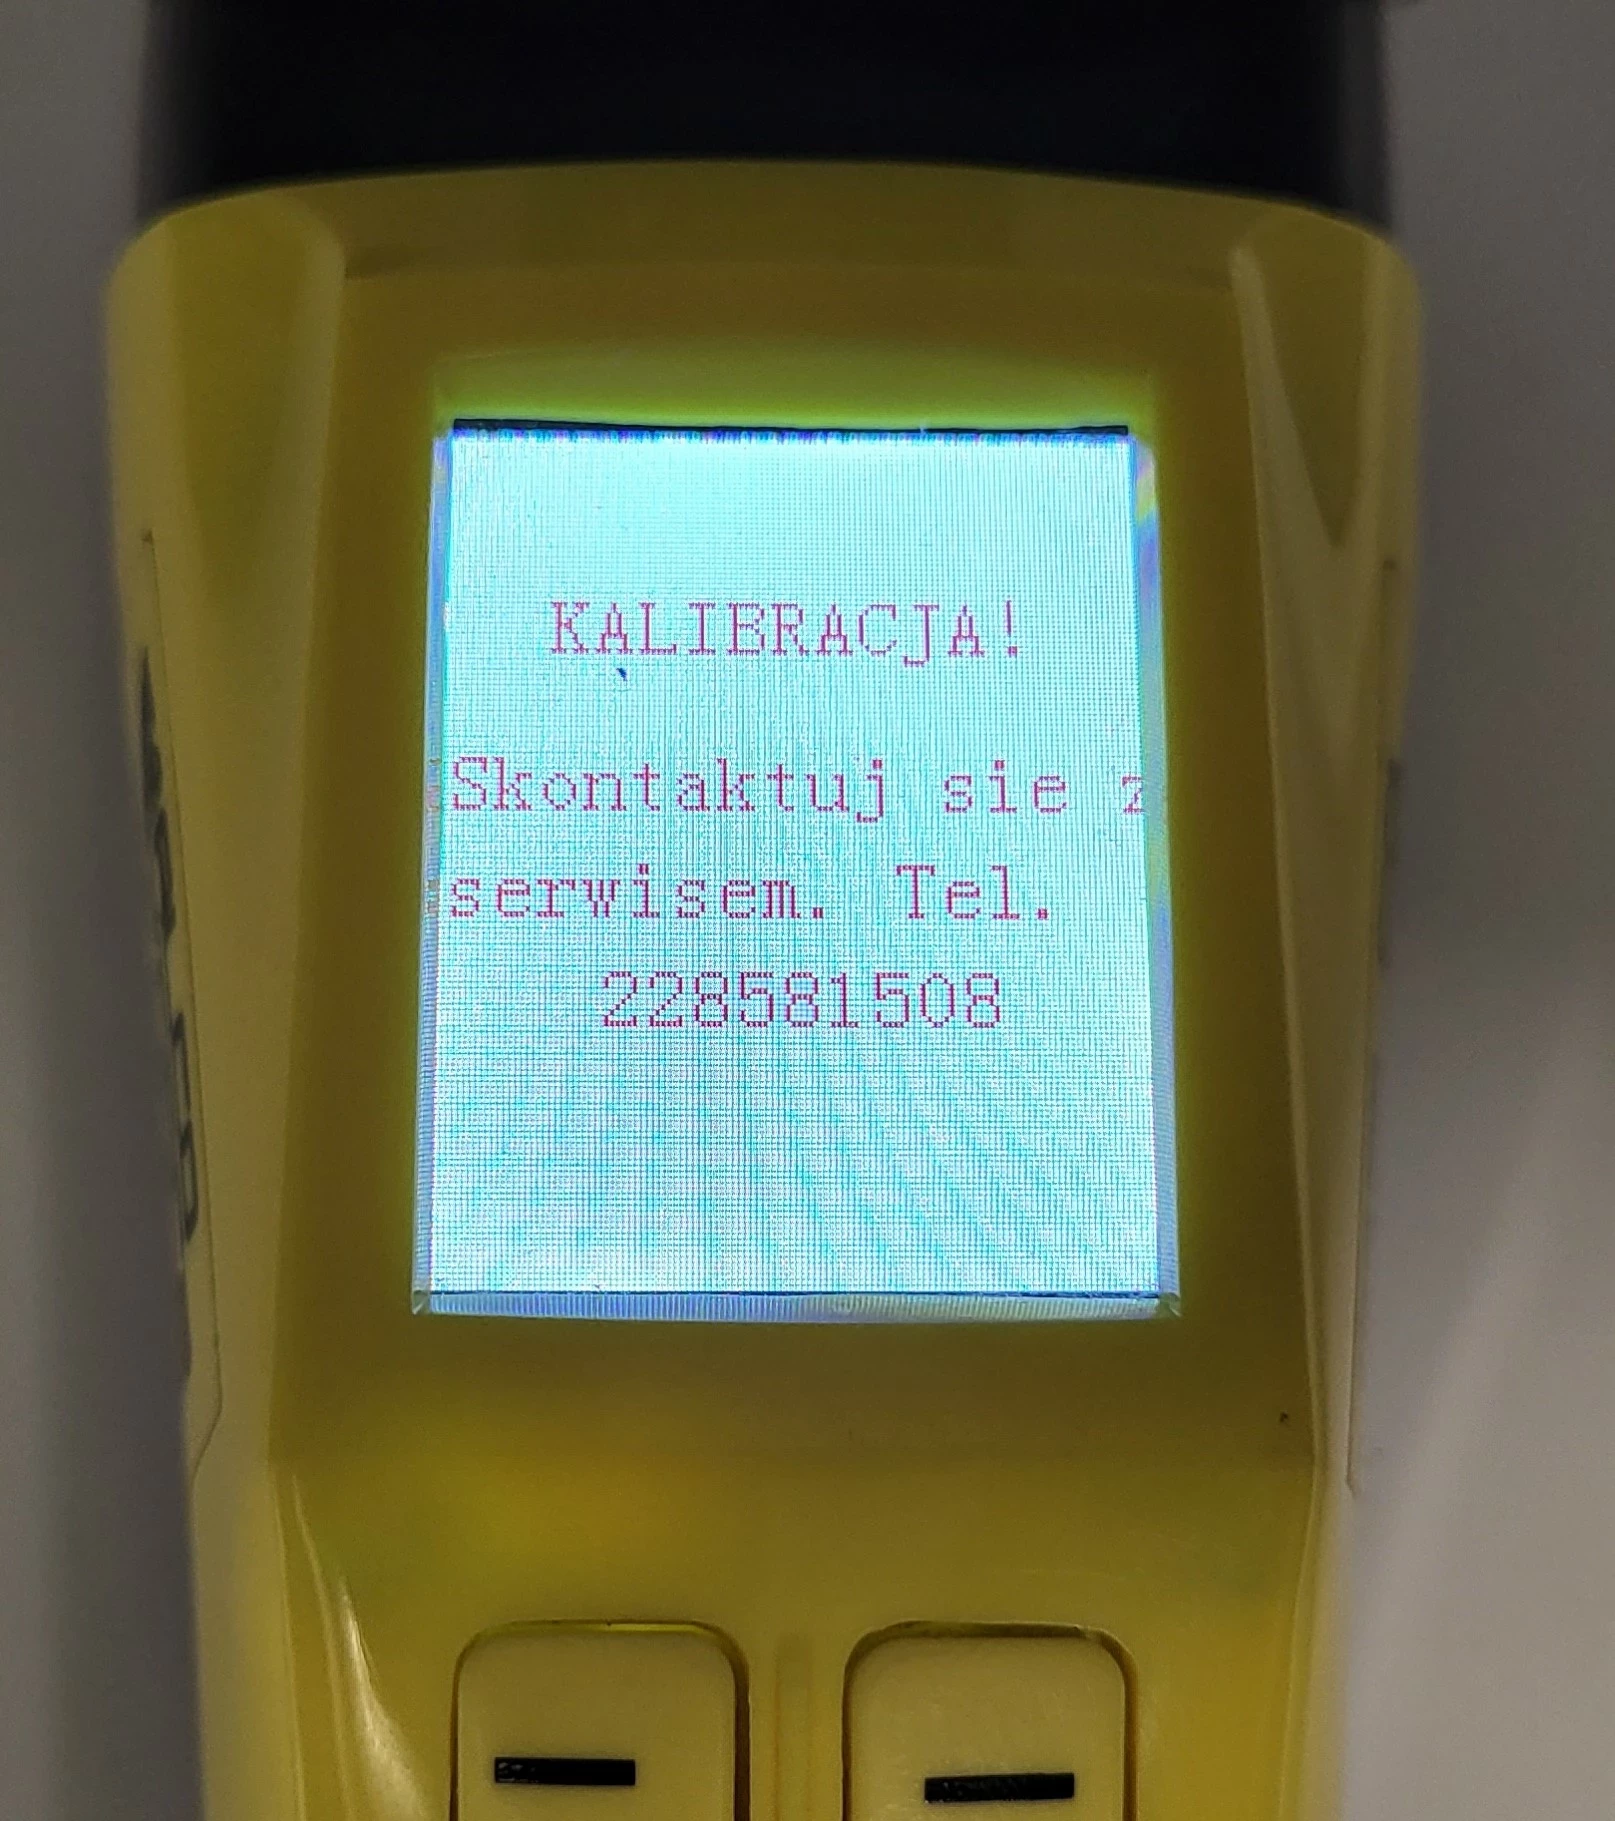 KALIBRACJA!
Skontaktuj sie z
serwisem. Tel.
228581508